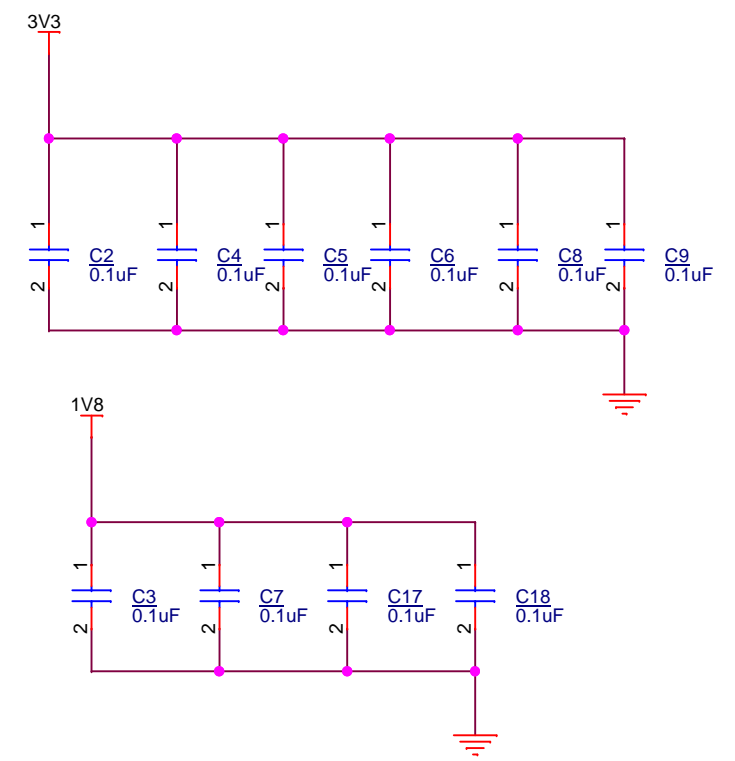 3V3
1 1 1 1 1 1
C2 C4 C5 C6 C8 C9
0.1uF 0.1uF 0.1uF 0.1uF 0.1uF 0.1uF
2 2 2 2 2 2
1V8
1 1 1 1
C3 C7 C17 C18
0.1uF 0.1uF 0.1uF 0.1uF
2 2 2 2